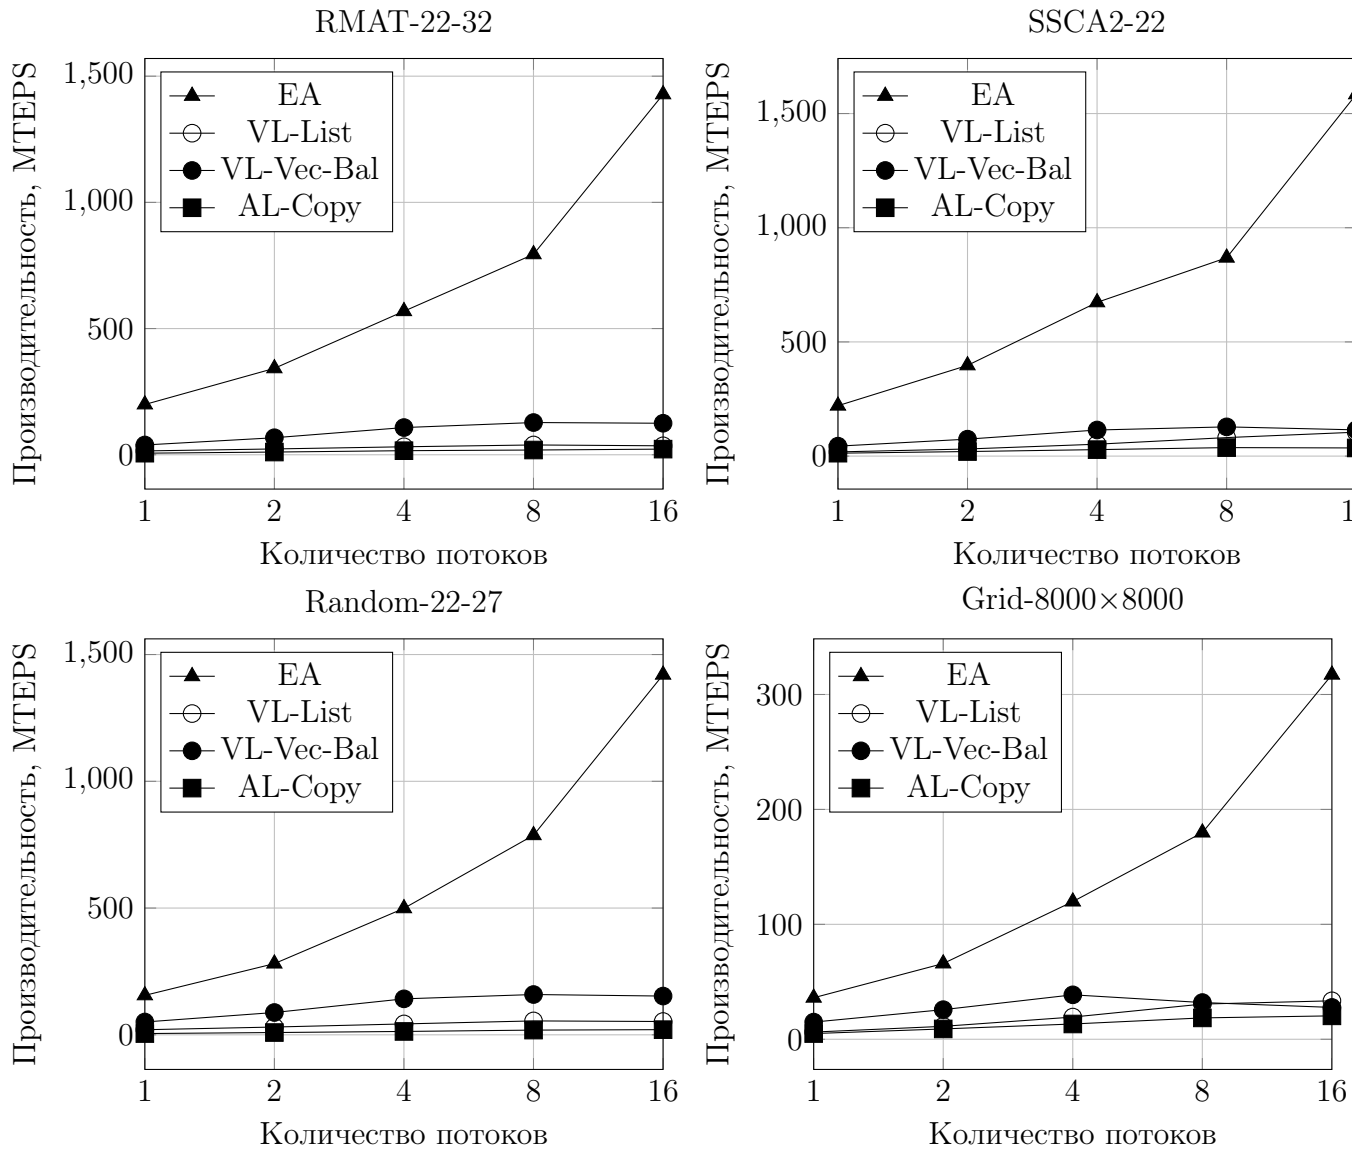 RMAT-22-32
Производительность, MTEPS
1,500
1,000
500
0
EA
VL-List
VL-Vec-Bal
AL-Copy
1 2 4 8 16
Количество потоков
SSCA2-22
Производительность, MTEPS
1,500
1,000
500
0
EA
VL-List
VL-Vec-Bal
AL-Copy
1 2 4 8 1
Количество потоков
Random-22-27
Производительность, MTEPS
1,500
1,000
500
0
EA
VL-List
VL-Vec-Bal
AL-Copy
1 2 4 8 16
Количество потоков
Grid-8000×8000
Производительность, MTEPS
300
200
100
0
EA
VL-List
VL-Vec-Bal
AL-Copy
1 2 4 8 16
Количество потоков